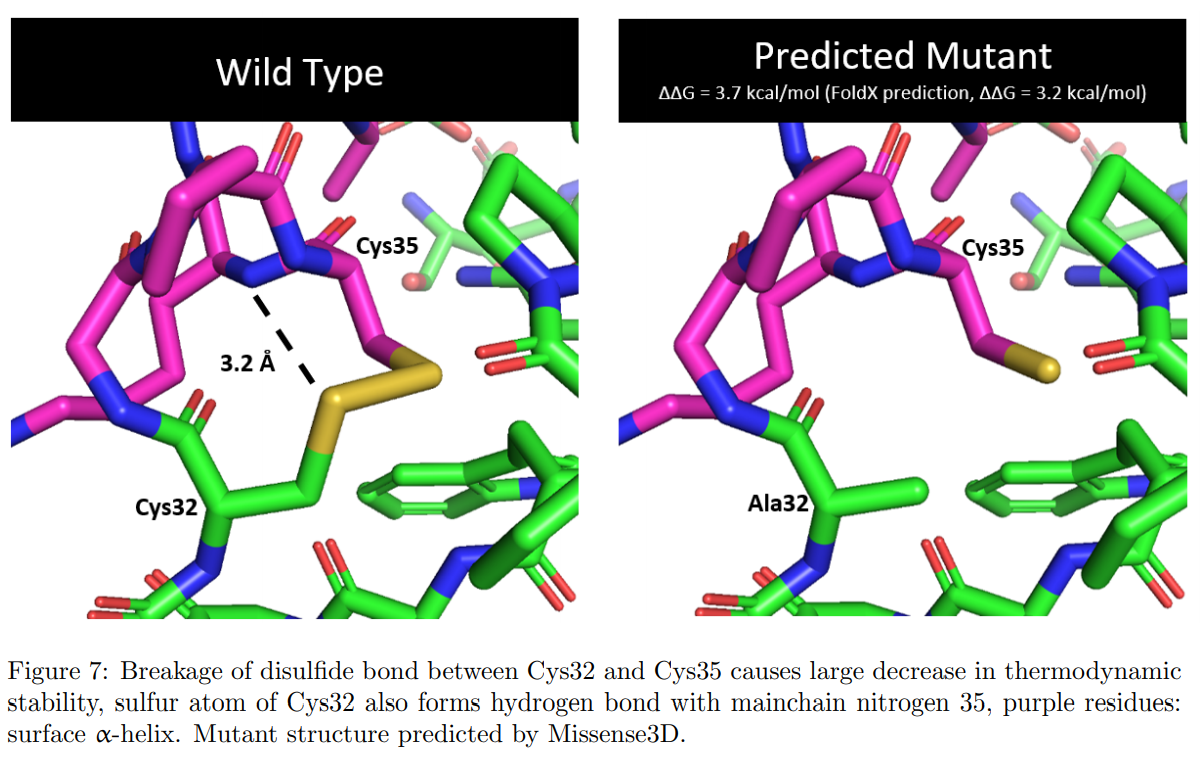 Wild Type
Predicted Mutant
ΔΔG = 3.7 kcal/mol (FoldX prediction, ΔΔG = 3.2 kcal/mol)
Cys35
3.2 Å
Cys32
Cys35
Ala32
Figure 7: Breakage of disulfide bond between Cys32 and Cys35 causes large decrease in thermodynamic
stability, sulfur atom of Cys32 also forms hydrogen bond with mainchain nitrogen 35, purple residues:
surface α-helix. Mutant structure predicted by Missense3D.